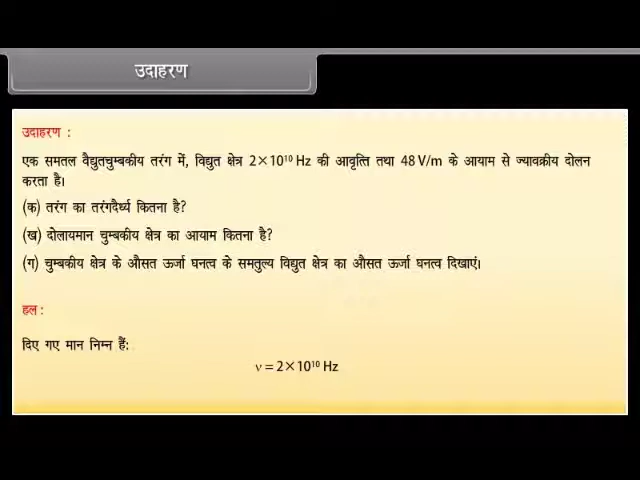 उदाहरण
उदाहरण :
एक समतल वैद्युतचुम्बकीय तरंग में, विद्युत क्षेत्र 2×10¹⁰ Hz की आवृत्ति तथा 48 V/m के आयाम से ज्यावक्रीय दोलन
करता है।
(क) तरंग का तरंगदैर्ध्य कितना है?
(ख) दोलायमान चुम्बकीय क्षेत्र का आयाम कितना है?
(ग) चुम्बकीय क्षेत्र के औसत ऊर्जा घनत्व के समतुल्य विद्युत क्षेत्र का औसत ऊर्जा घनत्व दिखाएं।
हल :
दिए गए मान निम्न हैं:
ν = 2×10¹⁰ Hz